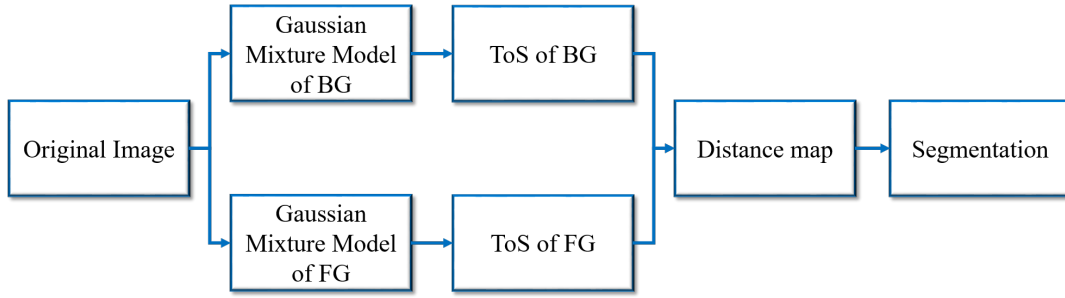 Original Image
Gaussian
Mixture Model
of BG
ToS of BG
Gaussian
Mixture Model
of FG
ToS of FG
Distance map
Segmentation